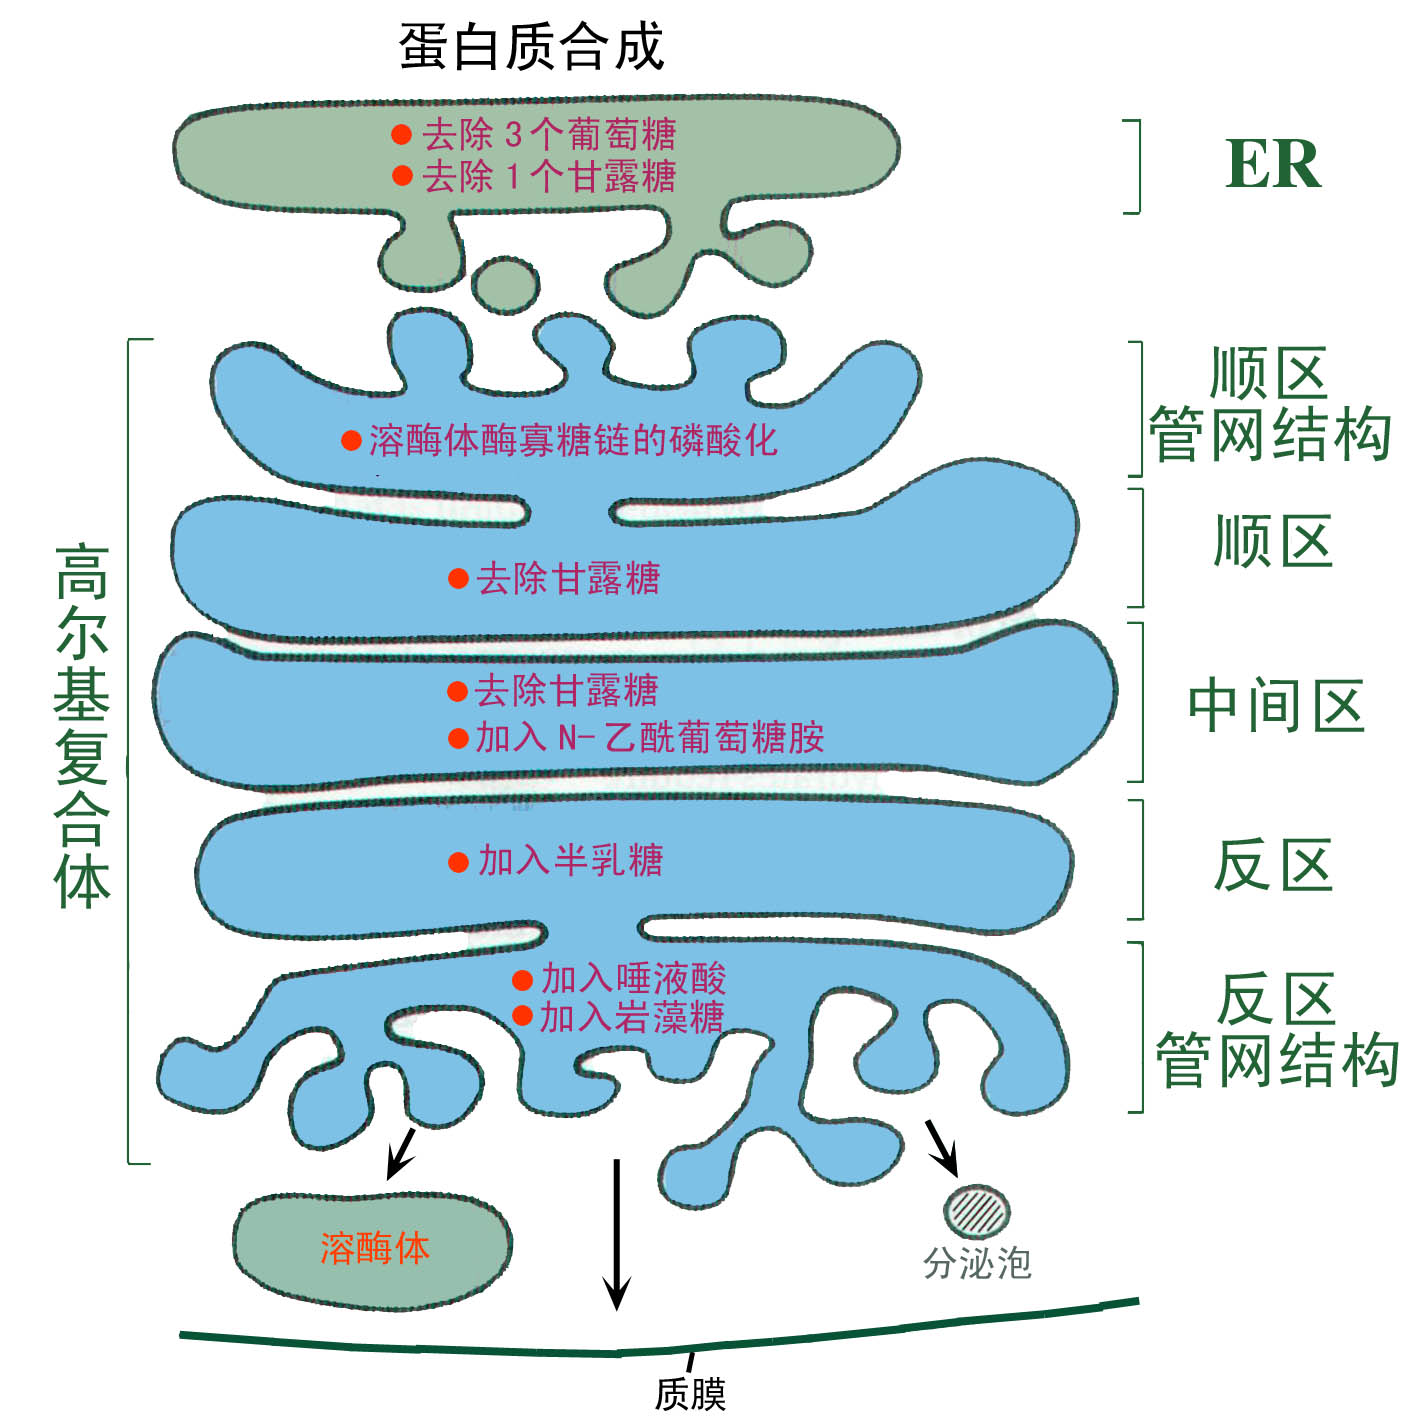 蛋白质合成
去除3个葡萄糖
去除1个甘露糖
ER
顺区
管网结构
溶酶体酶寡糖链的磷酸化
顺区
去除甘露糖
高尔基复合体
中间区
去除甘露糖
加入N-乙酰葡萄糖胺
反区
加入半乳糖
反区
管网结构
加入唾液酸
加入岩藻糖
溶酶体
分泌泡
质膜